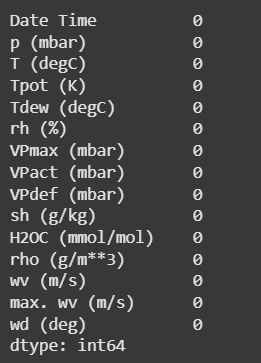 Date Time 0
p (mbar) 0
T (degC) 0
Tpot (K) 0
Tdew (degC) 0
rh (%) 0
VPmax (mbar) 0
VPact (mbar) 0
VPdef (mbar) 0
sh (g/kg) 0
H2OC (mmol/mol) 0
rho (g/m**3) 0
wv (m/s) 0
max. wv (m/s) 0
wd (deg) 0
dtype: int64